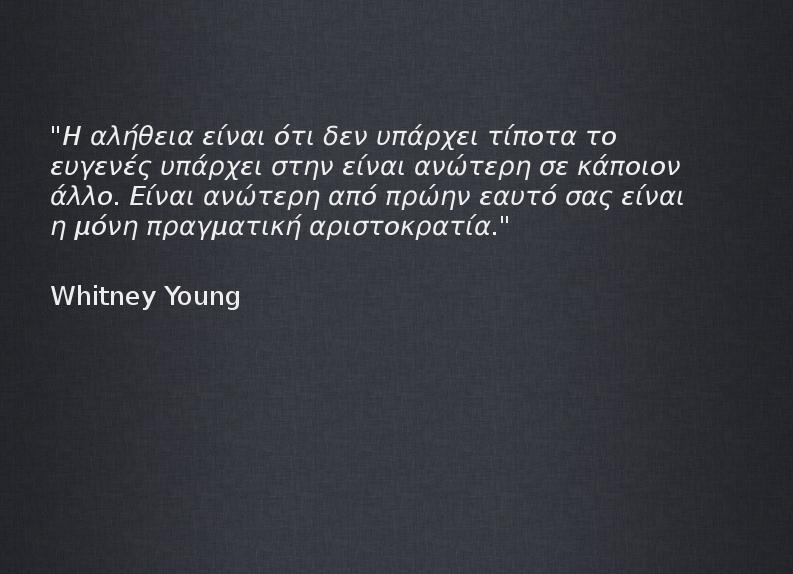 "Η αλήθεια είναι ότι δεν υπάρχει τίποτα το
ευγενές υπάρχει στην είναι ανώτερη σε κάποιον
άλλο. Είναι ανώτερη από πρώην εαυτό σας είναι
η μόνη πραγματική αριστοκρατία."
Whitney Young